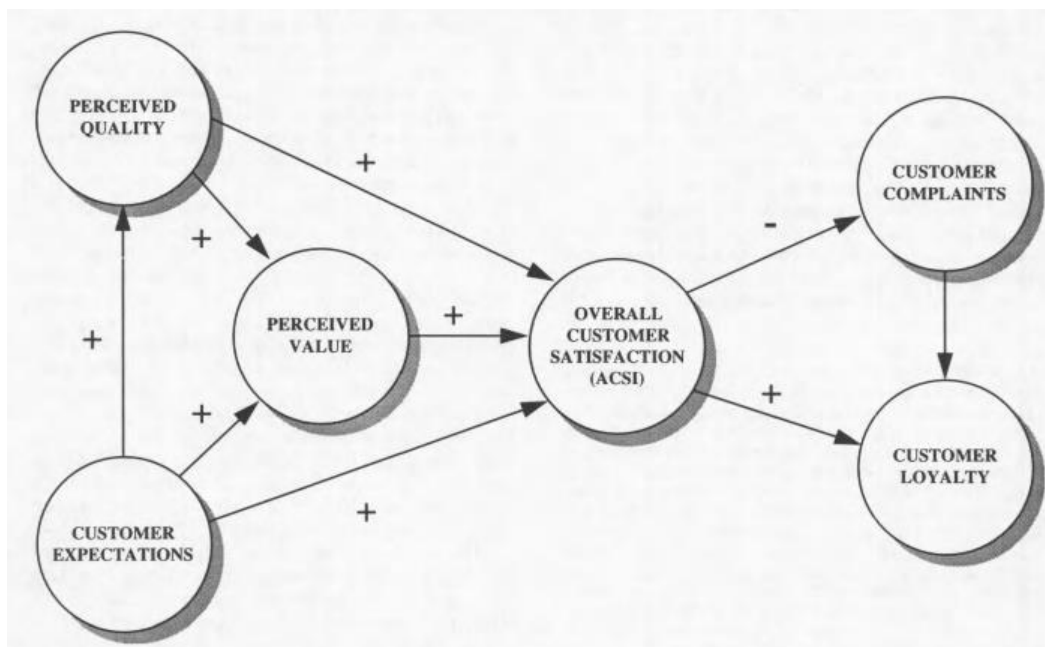 PERCEIVED
QUALITY
+
+
+
PERCEIVED
VALUE
+
+
CUSTOMER
EXPECTATIONS
+
OVERALL
CUSTOMER
SATISFACTION
(ACSI)
-
+
CUSTOMER
COMPLAINTS
CUSTOMER
LOYALTY